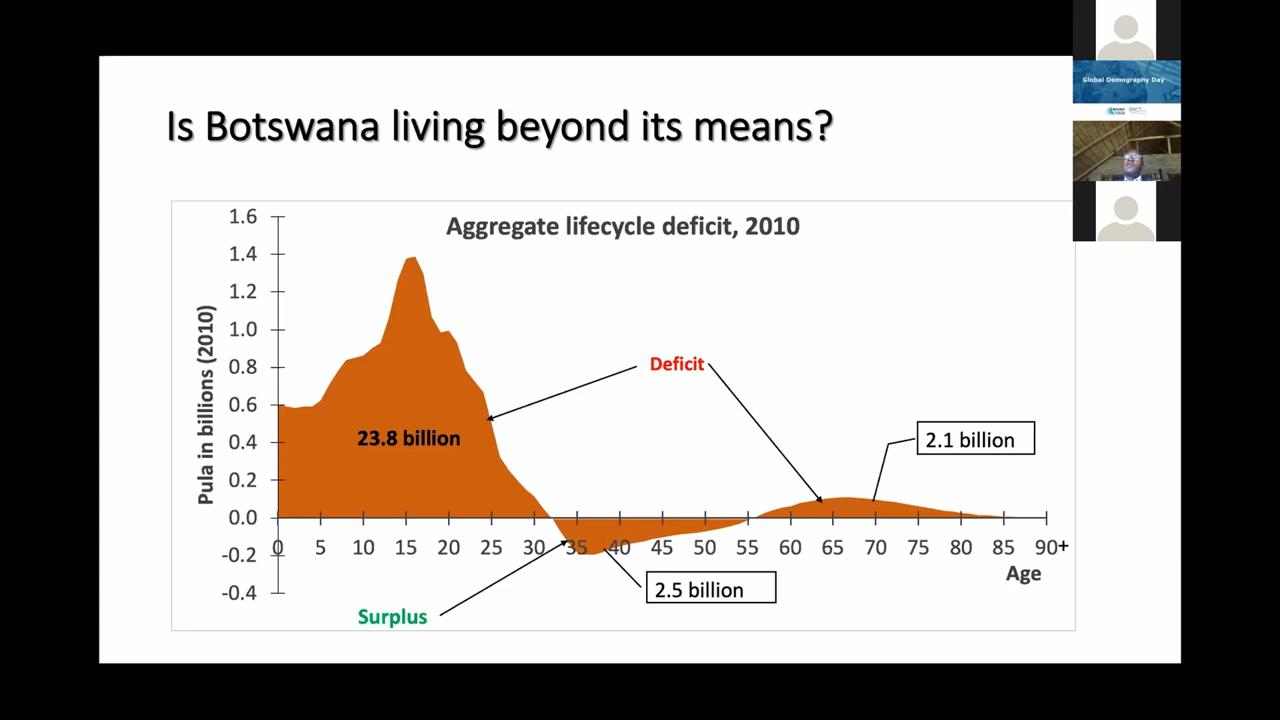 Is Botswana living beyond its means?
Global Demography Day
Aggregate lifecycle deficit, 2010
Pula in billions (2010)
1.6
1.4
1.2
1.0
0.8
0.6
0.4
0.2
0.0
-0.2
-0.4
Deficit
23.8 billion
2.1 billion
0 5 10 15 20 25 30 35 40 45 50 55 60 65 70 75 80 85 90+
Age
2.5 billion
Surplus